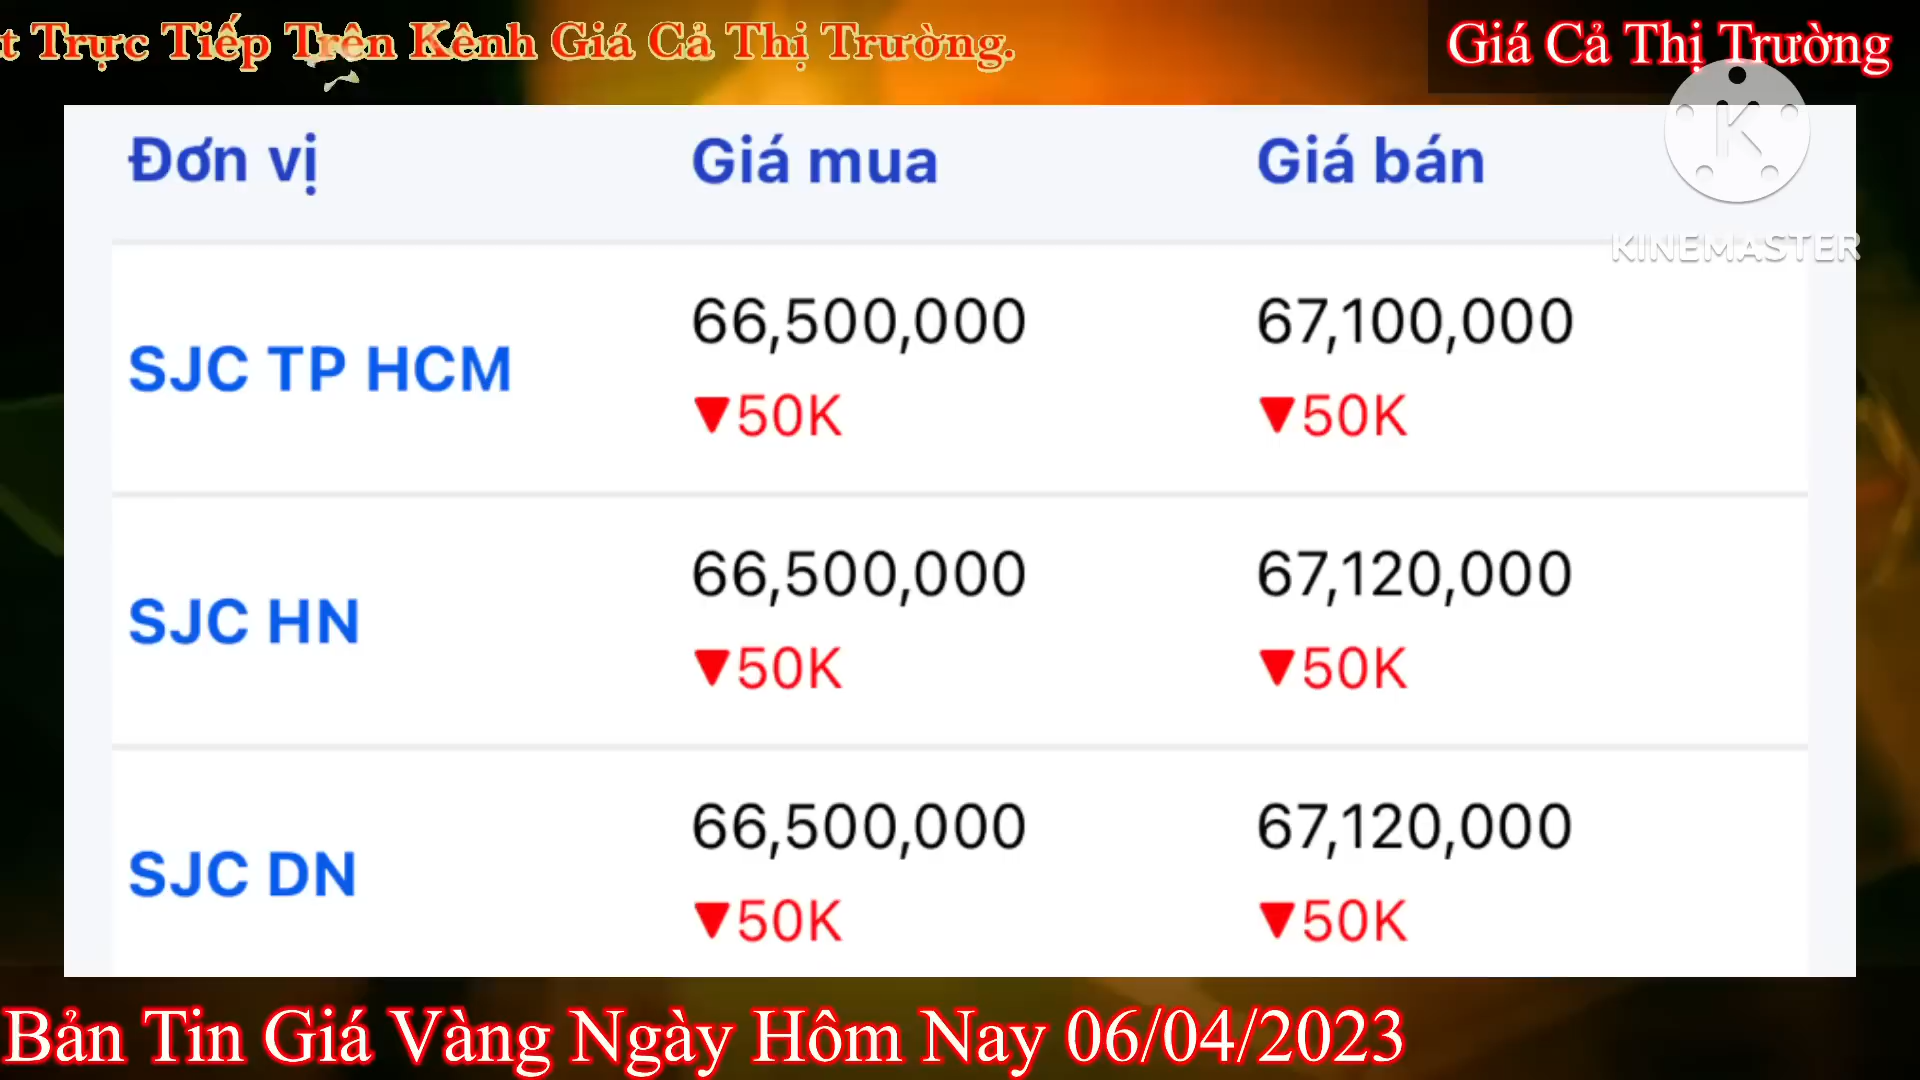 t Trực Tiếp Trên Kênh Giá Cả Thị Trường.
Giá Cả Thị Trường
Đơn vị Giá mua Giá bán
KINEMASTER
SJC TP HCM 66,500,000 67,100,000
▼50K ▼50K
SJC HN 66,500,000 67,120,000
▼50K ▼50K
SJC DN 66,500,000 67,120,000
▼50K ▼50K
Bản Tin Giá Vàng Ngày Hôm Nay 06/04/2023